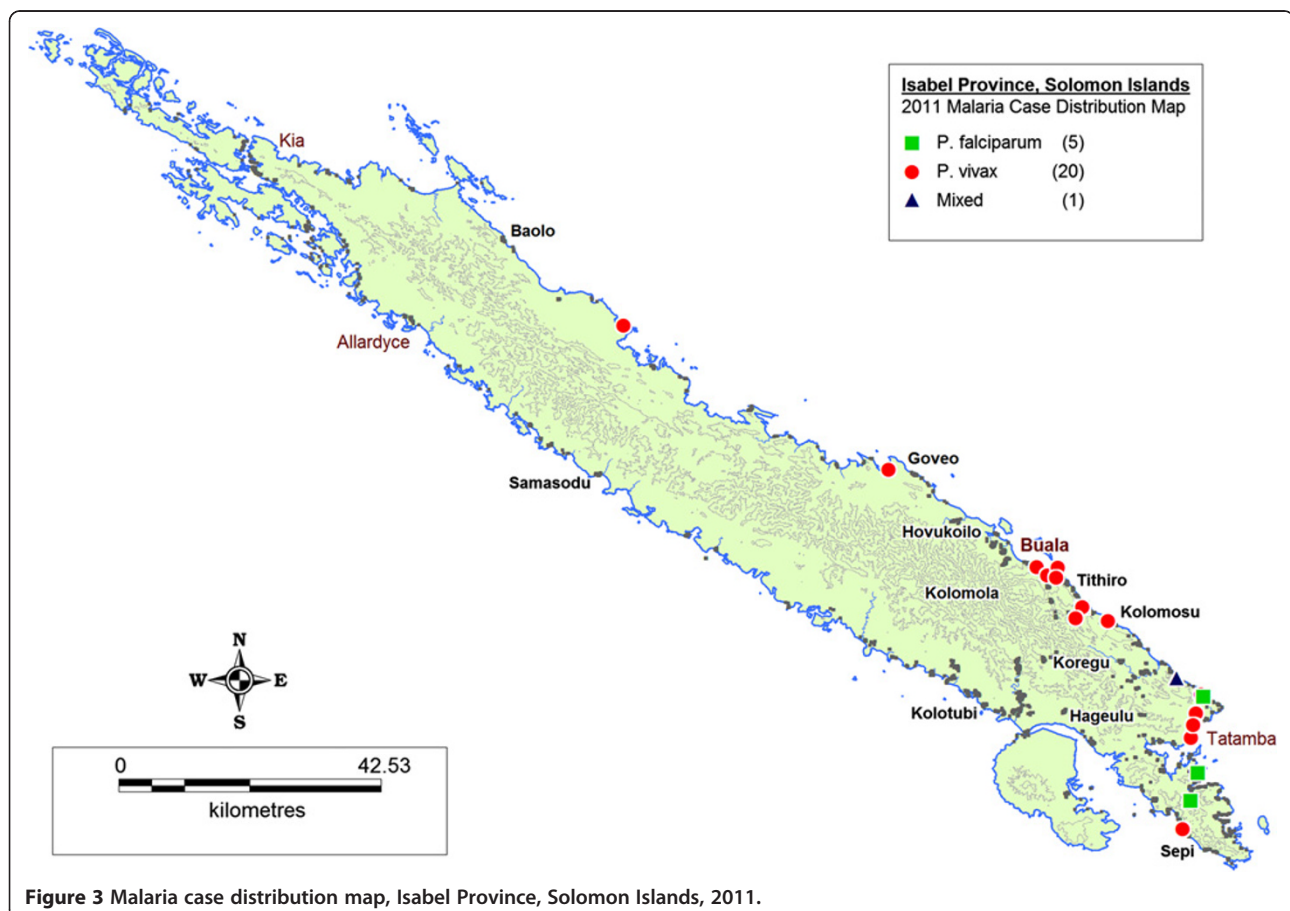 Isabel Province, Solomon Islands
2011 Malaria Case Distribution Map
P. falciparum (5)
P. vivax (20)
Mixed (1)
Kia
Baolo
Allardyce
Goveo
Samasodu
Hovukoilo
Buala
Tithiro
Kolomola
Kolomosu
Koregu
Kolotubi
Hageulu
Tatamba
Sepi
N
W E
S
0 42.53
kilometres
Figure 3 Malaria case distribution map, Isabel Province, Solomon Islands, 2011.